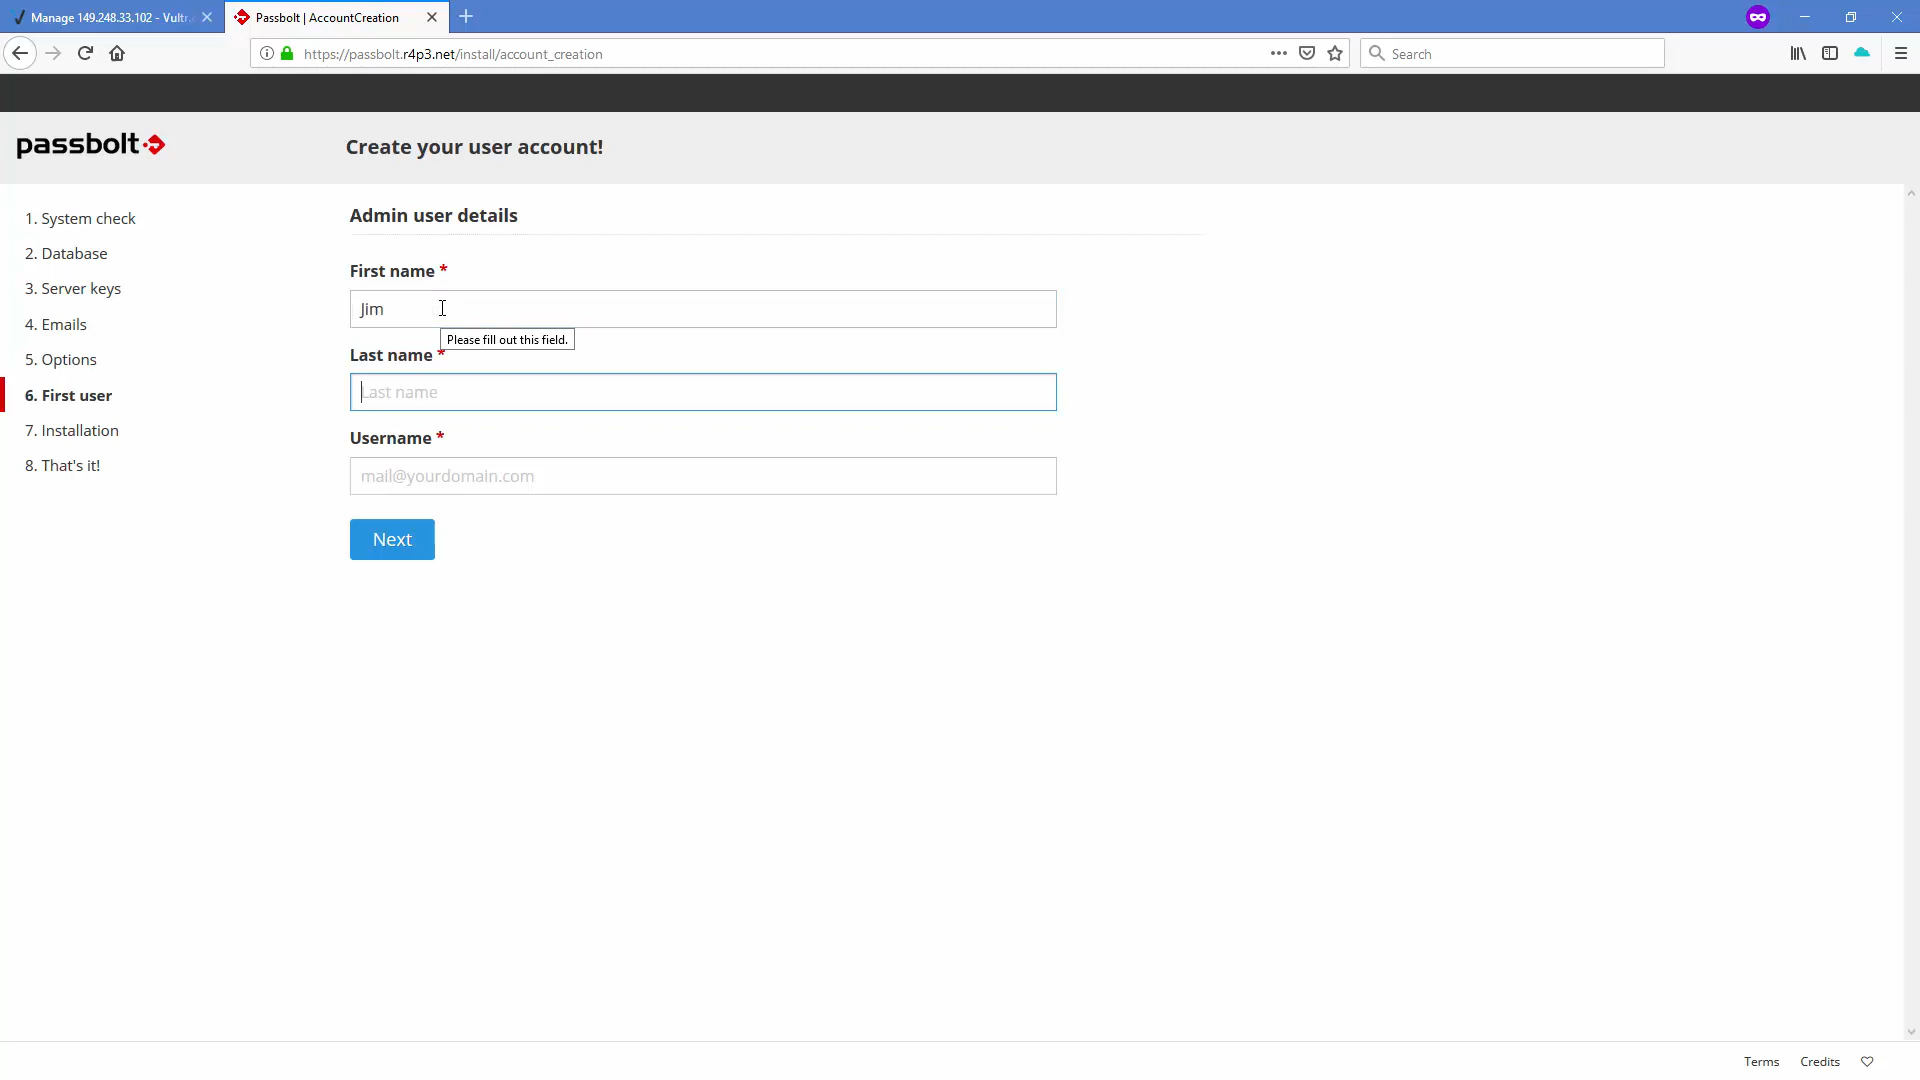 Manage 149.248.33.102 - Vultr.
Passbolt | AccountCreation
https://passbolt.r4p3.net/install/account_creation
Search
passbolt
Create your user account!
1. System check
2. Database
3. Server keys
4. Emails
5. Options
6. First user
7. Installation
8. That's it!
Admin user details
First name *
Jim
Please fill out this field.
Last name *
Last name
Username *
mail@yourdomain.com
Next
Terms
Credits